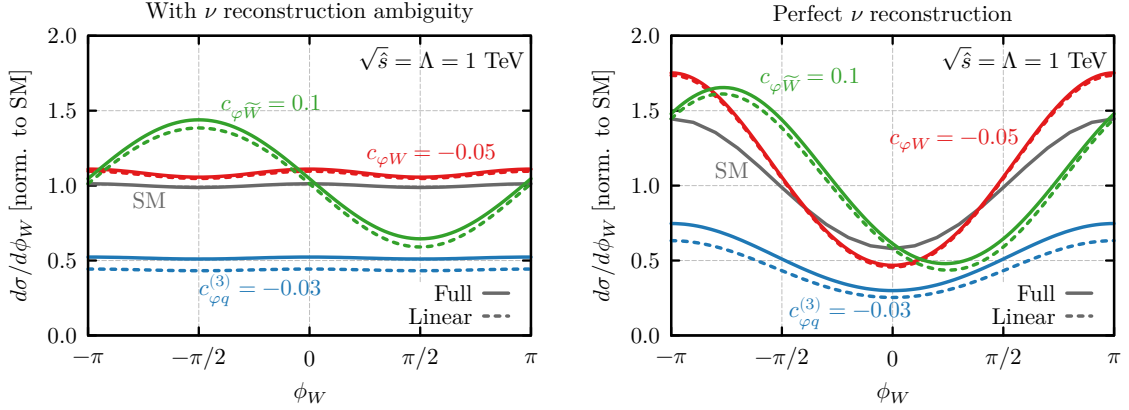 With ν reconstruction ambiguity
2.0
1.5
1.0
0.5
0.0
dσ/dϕ_W [norm. to SM]
√ŝ = Λ = 1 TeV
c_{φW̃} = 0.1
c_{φW} = −0.05
SM
c_{φq}^{(3)} = −0.03
Full
Linear
−π
−π/2
0
π/2
π
ϕ_W
Perfect ν reconstruction
2.0
1.5
1.0
0.5
0.0
dσ/dϕ_W [norm. to SM]
√ŝ = Λ = 1 TeV
c_{φW̃} = 0.1
c_{φW} = −0.05
SM
c_{φq}^{(3)} = −0.03
Full
Linear
−π
−π/2
0
π/2
π
ϕ_W